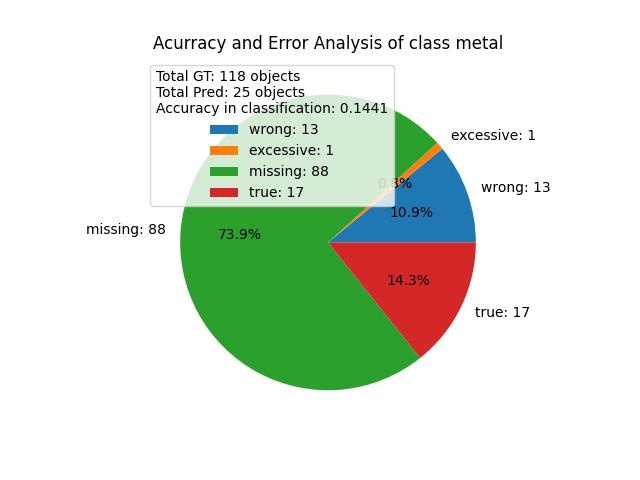 Acurracy and Error Analysis of class metal
Total GT: 118 objects
Total Pred: 25 objects
Accuracy in classification: 0.1441
wrong: 13
excessive: 1
missing: 88
true: 17
excessive: 1
0.8%
wrong: 13
10.9%
missing: 88
73.9%
14.3%
true: 17